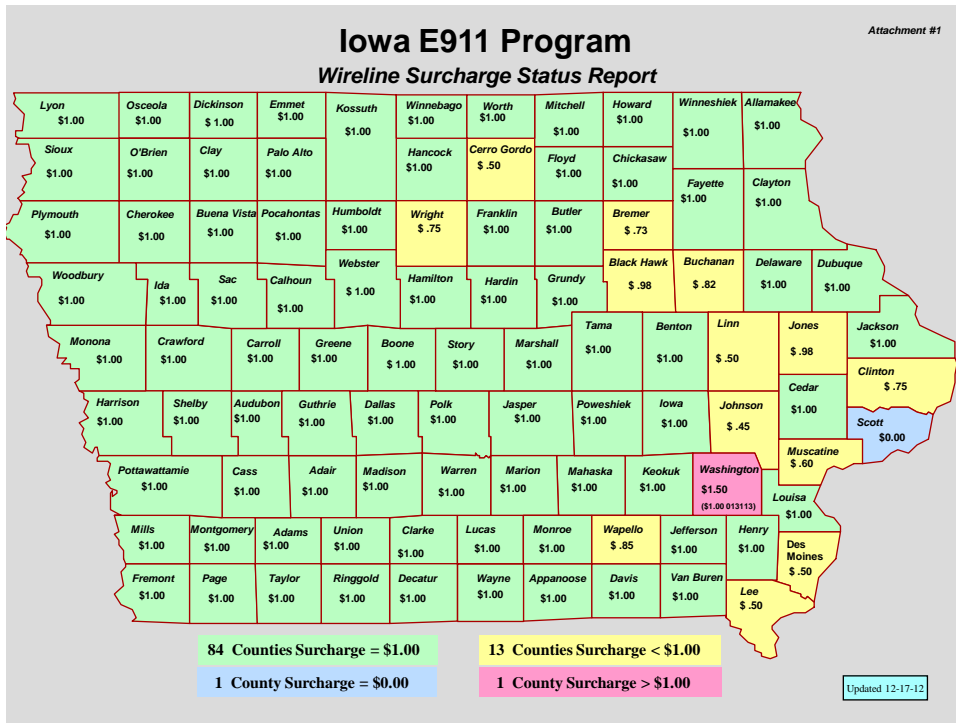 Attachment #1
Iowa E911 Program
Wireline Surcharge Status Report
Lyon
$1.00
Osceola
$1.00
Dickinson
$ 1.00
Emmet
$1.00
Kossuth
$1.00
Winnebago
$1.00
Worth
$1.00
Mitchell
$1.00
Howard
$1.00
Winneshiek
$1.00
Allamakee
$1.00
Sioux
$1.00
O'Brien
$1.00
Clay
$1.00
Palo Alto
$1.00
Hancock
$1.00
Cerro Gordo
$ .50
Floyd
$1.00
Chickasaw
$1.00
Fayette
$1.00
Clayton
$1.00
Plymouth
$1.00
Cherokee
$1.00
Buena Vista
$1.00
Pocahontas
$1.00
Humboldt
$1.00
Wright
$ .75
Franklin
$1.00
Butler
$1.00
Bremer
$ .73
Woodbury
$1.00
Ida
$1.00
Sac
$1.00
Calhoun
$1.00
Webster
$ 1.00
Hamilton
$1.00
Hardin
$1.00
Grundy
$1.00
Black Hawk
$ .98
Buchanan
$ .82
Delaware
$1.00
Dubuque
$1.00
Monona
$1.00
Crawford
$1.00
Carroll
$1.00
Greene
$1.00
Boone
$ 1.00
Story
$1.00
Marshall
$1.00
Tama
$1.00
Benton
$1.00
Linn
$ .50
Jones
$ .98
Jackson
$1.00
Clinton
$ .75
Harrison
$1.00
Shelby
$1.00
Audubon
$1.00
Guthrie
$1.00
Dallas
$1.00
Polk
$1.00
Jasper
$1.00
Poweshiek
$1.00
Iowa
$1.00
Johnson
$ .45
Cedar
$1.00
Scott
$0.00
Muscatine
$ .60
Pottawattamie
$1.00
Cass
$1.00
Adair
$1.00
Madison
$1.00
Warren
$1.00
Marion
$1.00
Mahaska
$1.00
Keokuk
$1.00
Washington
$1.50
($1.00 013113)
Louisa
$1.00
Mills
$1.00
Montgomery
$1.00
Adams
$1.00
Union
$1.00
Clarke
$1.00
Lucas
$1.00
Monroe
$1.00
Wapello
$ .85
Jefferson
$1.00
Henry
$1.00
Des
Moines
$ .50
Fremont
$1.00
Page
$1.00
Taylor
$1.00
Ringgold
$1.00
Decatur
$1.00
Wayne
$1.00
Appanoose
$1.00
Davis
$1.00
Van Buren
$1.00
Lee
$ .50
84 Counties Surcharge = $1.00
13 Counties Surcharge < $1.00
1 County Surcharge = $0.00
1 County Surcharge > $1.00
Updated 12-17-12